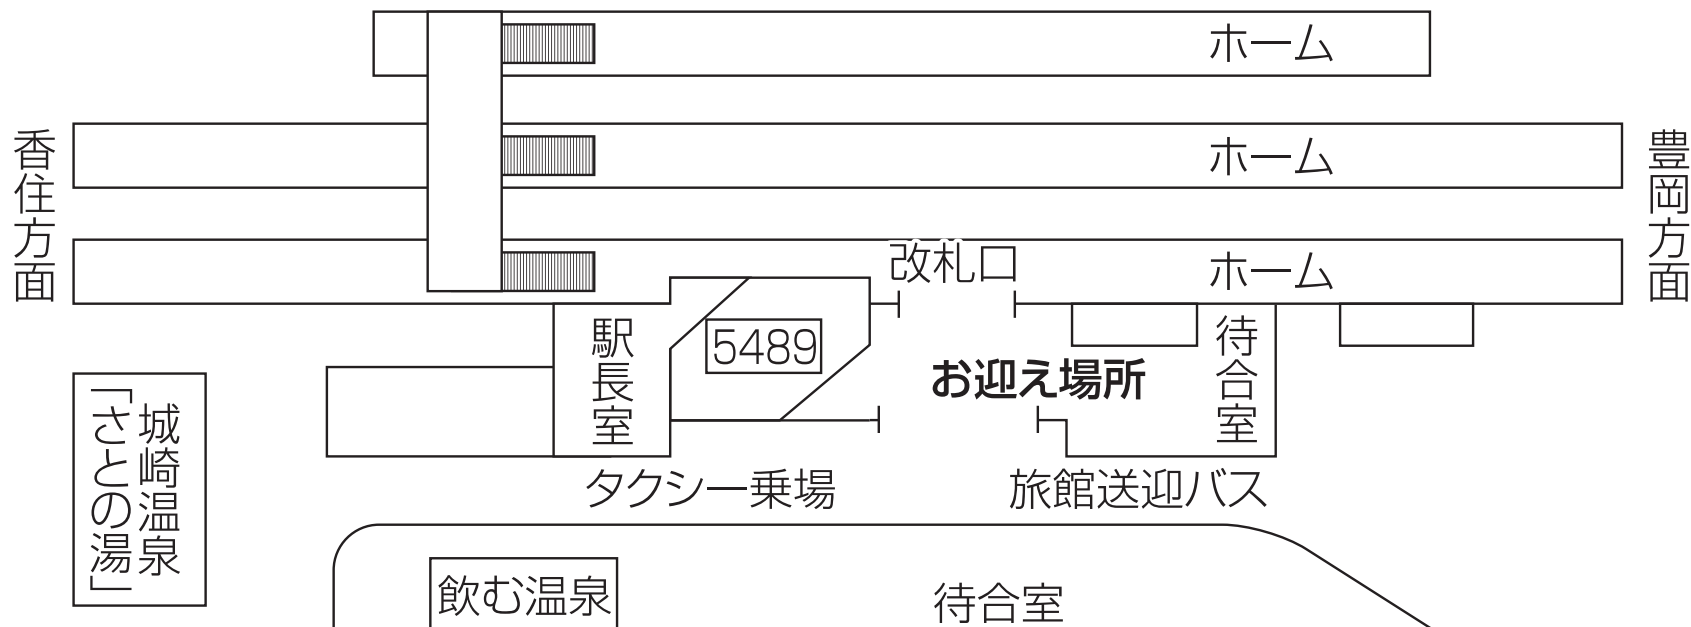 ホーム
香住方面
ホーム
豊岡方面
改札口
ホーム
駅長室
5489
お迎え場所
待合室
城崎温泉
「さとの湯」
タクシー乗場
旅館送迎バス
飲む温泉
待合室